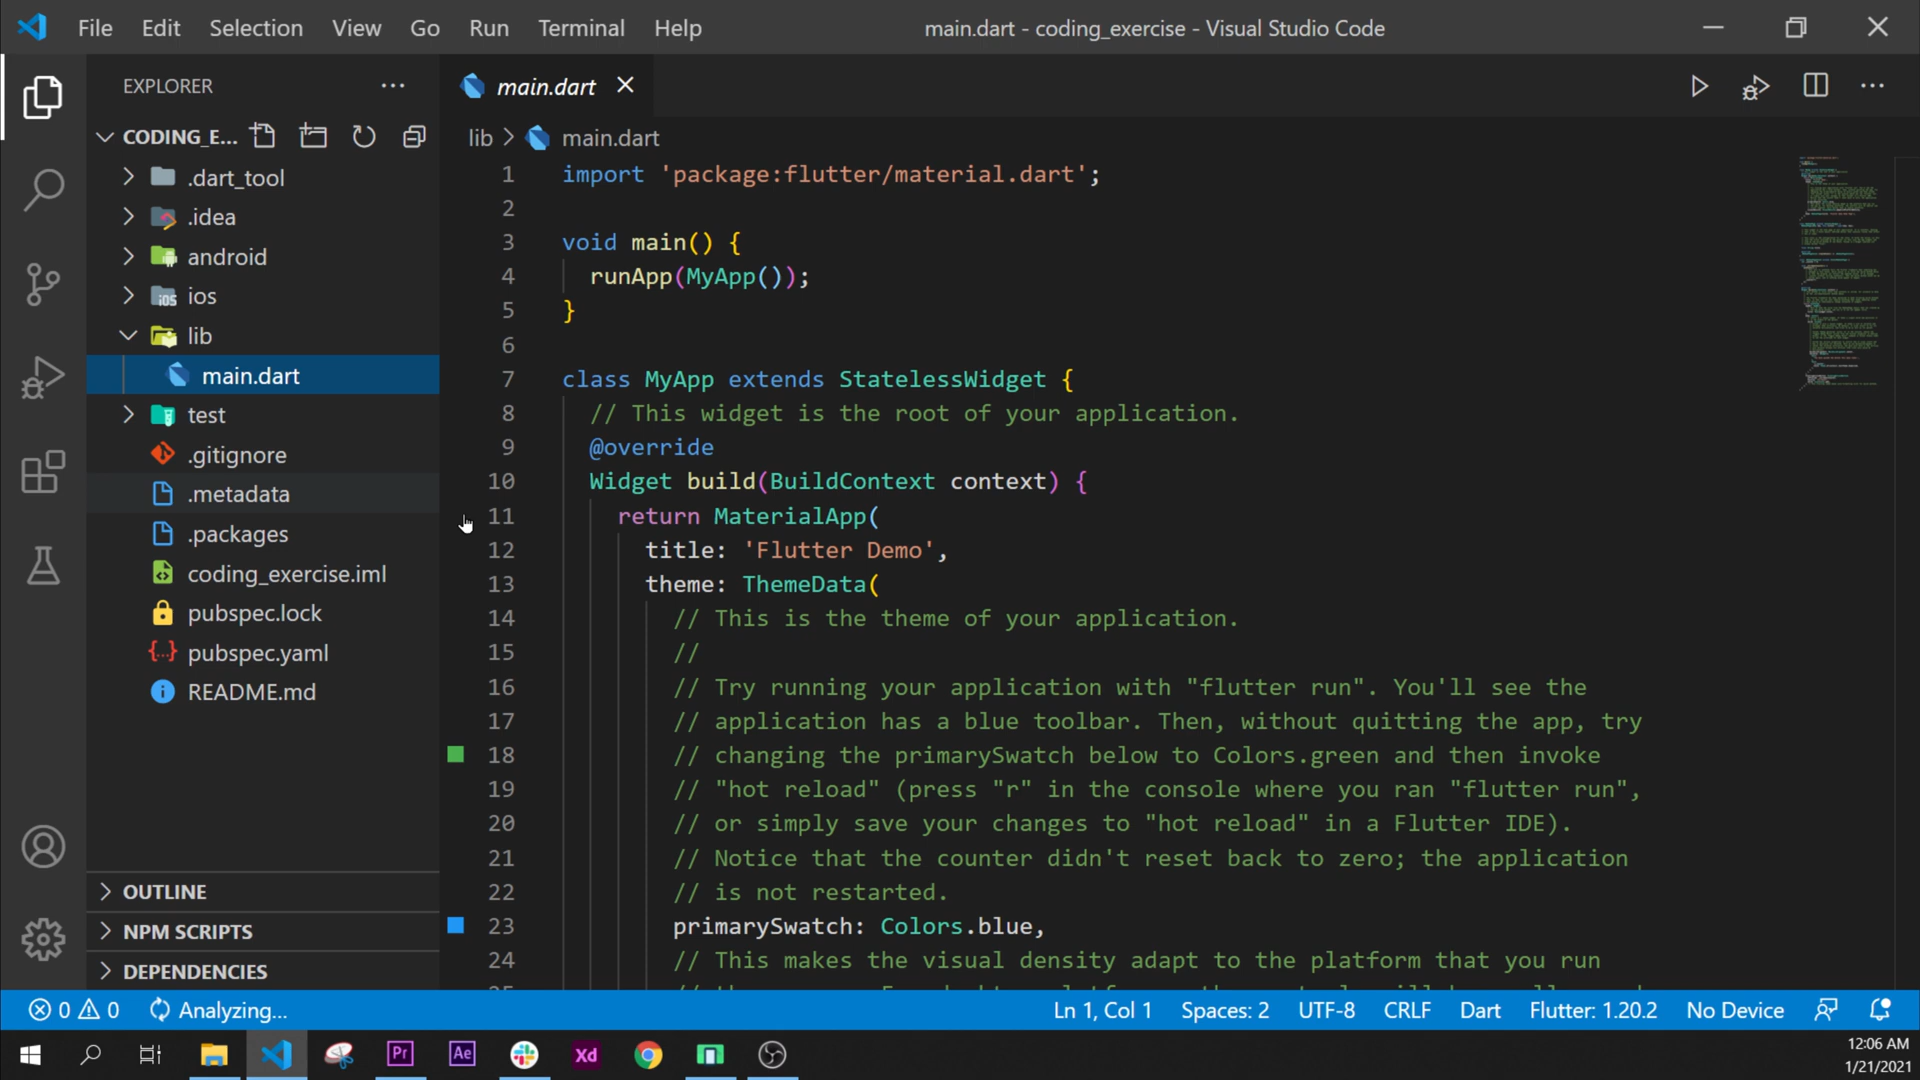 File Edit Selection View Go Run Terminal Help
main.dart - coding_exercise - Visual Studio Code
EXPLORER
main.dart
CODING_E...
lib > main.dart
.dart_tool
.idea
android
ios
lib
main.dart
test
.gitignore
.metadata
.packages
coding_exercise.iml
pubspec.lock
pubspec.yaml
README.md
OUTLINE
NPM SCRIPTS
DEPENDENCIES
1 import 'package:flutter/material.dart';
2
3 void main() {
4 runApp(MyApp());
5 }
6
7 class MyApp extends StatelessWidget {
8 // This widget is the root of your application.
9 @override
10 Widget build(BuildContext context) {
11 return MaterialApp(
12 title: 'Flutter Demo',
13 theme: ThemeData(
14 // This is the theme of your application.
15 //
16 // Try running your application with "flutter run". You'll see the
17 // application has a blue toolbar. Then, without quitting the app, try
18 // changing the primarySwatch below to Colors.green and then invoke
19 // "hot reload" (press "r" in the console where you ran "flutter run",
20 // or simply save your changes to "hot reload" in a Flutter IDE).
21 // Notice that the counter didn't reset back to zero; the application
22 // is not restarted.
23 primarySwatch: Colors.blue,
24 // This makes the visual density adapt to the platform that you run
0 0 Analyzing...
Ln 1, Col 1 Spaces: 2 UTF-8 CRLF Dart Flutter: 1.20.2 No Device
Pr Ae Xd
12:06 AM
1/21/2021